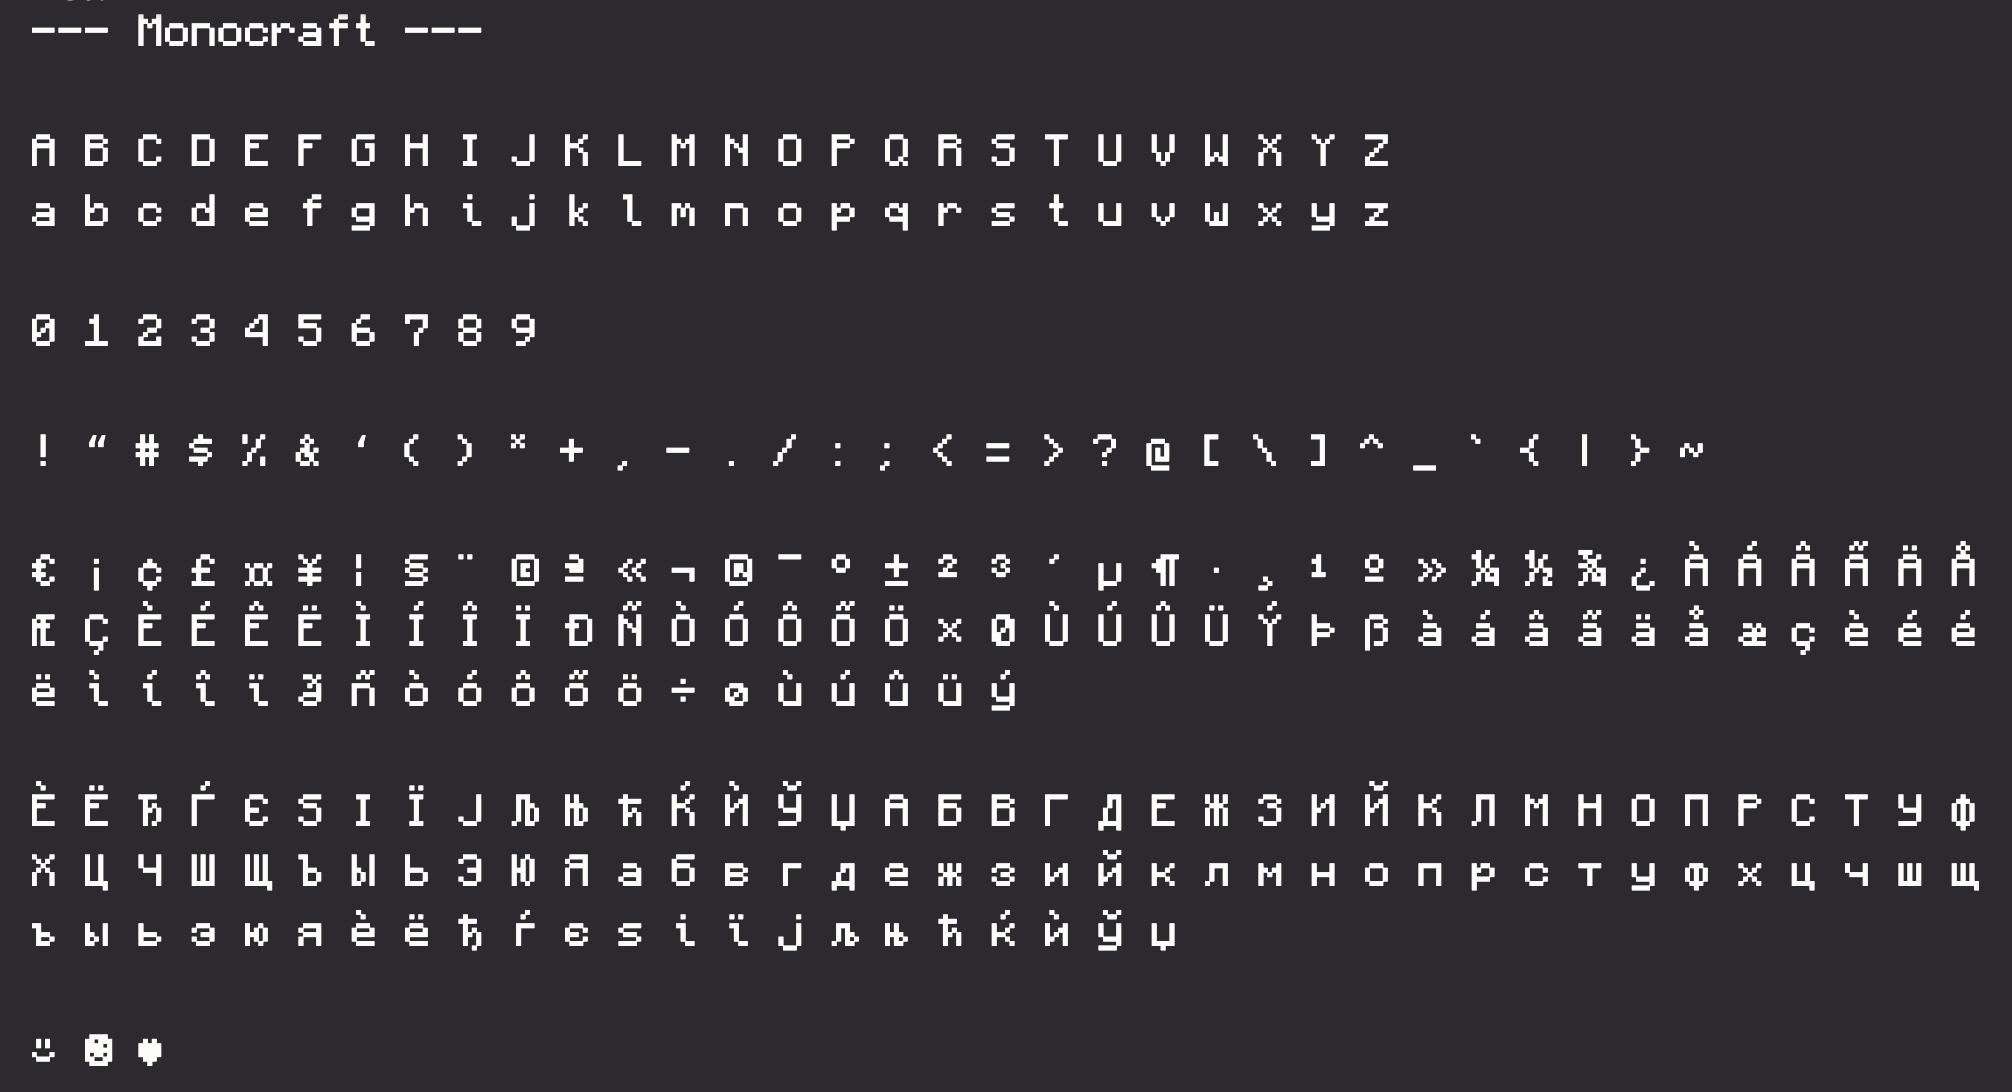 --- Monocraft ---
A B C D E F G H I J K L M N O P Q R S T U V W X Y Z
a b c d e f g h i j k l m n o p q r s t u v w x y z
0 1 2 3 4 5 6 7 8 9
! “ # $ % & ‘ ( ) * + , - . / : ; < = > ? @ [ \ ] ^ _ ` { | } ~
€ ¡ ¢ £ ¤ ¥ ¦ § ¨ © ª « ¬ ® ¯ ° ± ² ³ ´ µ ¶ · ¸ ¹ º » ¼ ½ ¾ ¿ À Á Â Ã Ä Å
Æ Ç È É Ê Ë Ì Í Î Ï Ð Ñ Ò Ó Ô Õ Ö × Ø Ù Ú Û Ü Ý Þ ß à á â ã ä å æ ç è é é
ë ì í î ï ð ñ ò ó ô õ ö ÷ ø ù ú û ü ý
Ѐ Ё Ђ Ѓ Є Ѕ І Ї Ј Љ Њ Ћ Ќ Ѝ Ў Џ А Б В Г Д Е Ж З И Й К Л М Н О П Р С Т У Ф
Х Ц Ч Ш Щ Ъ Ы Ь Э Ю Я а б в г д е ж з и й к л м н о п р с т у ф х ц ч ш щ
ъ ы ь э ю я ѐ ё ђ ѓ є ѕ і ї ј љ њ ћ ќ ѝ ў џ
☺ ☻ ♥